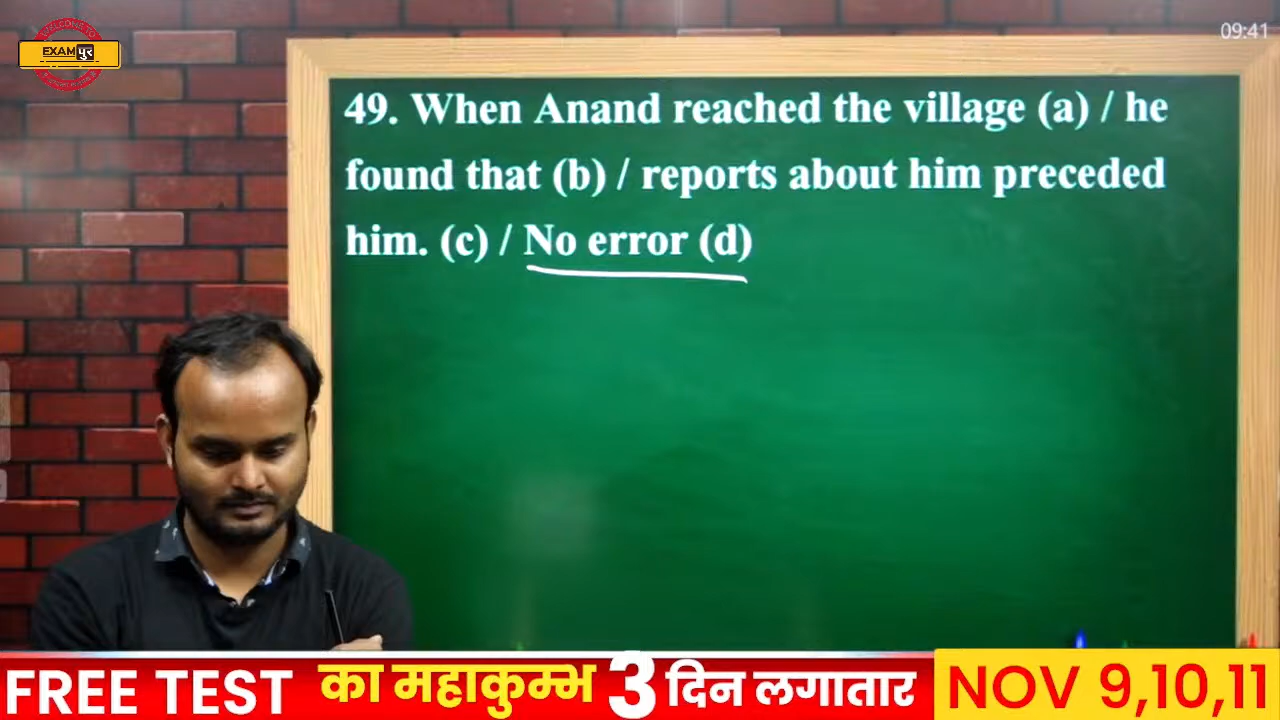 EXAM पुर
09:41
49. When Anand reached the village (a) / he
found that (b) / reports about him preceded
him. (c) / No error (d)
FREE TEST का महाकुम्भ 3 दिन लगातार NOV 9,10,11